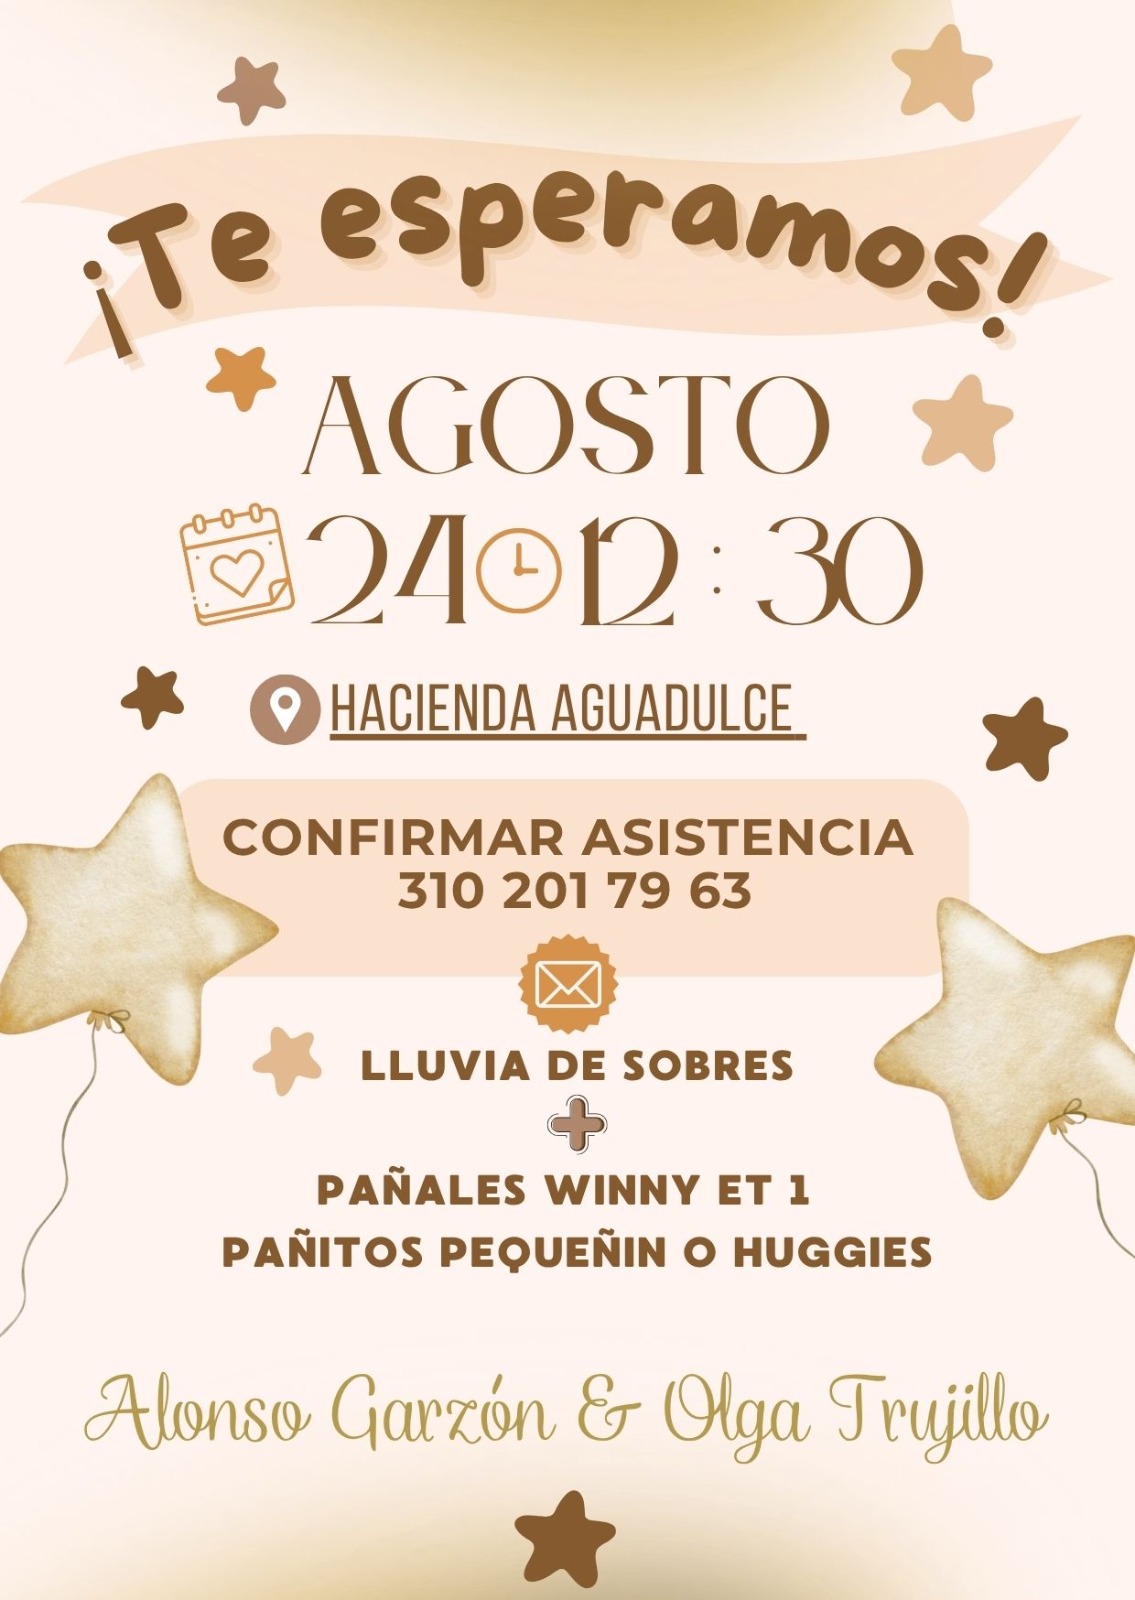 ¡Te esperamos!
AGOSTO
24 12 : 30
HACIENDA AGUADULCE
CONFIRMAR ASISTENCIA
310 201 79 63
LLUVIA DE SOBRES
PAÑALES WINNY ET 1
PAÑITOS PEQUEÑIN O HUGGIES
Alonso Garzón & Olga Trujillo